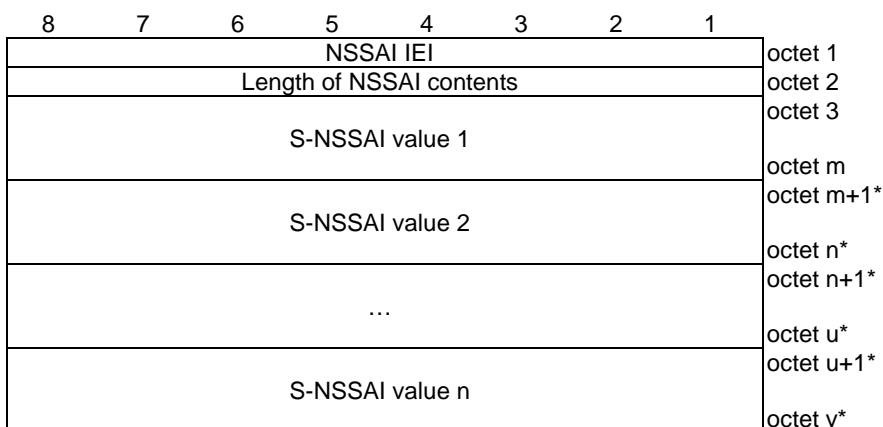 8 7 6 5 4 3 2 1
NSSAI IEI octet 1
Length of NSSAI contents octet 2
octet 3
S-NSSAI value 1
octet m
octet m+1*
S-NSSAI value 2
octet n*
octet n+1*
…
octet u*
octet u+1*
S-NSSAI value n
octet v*